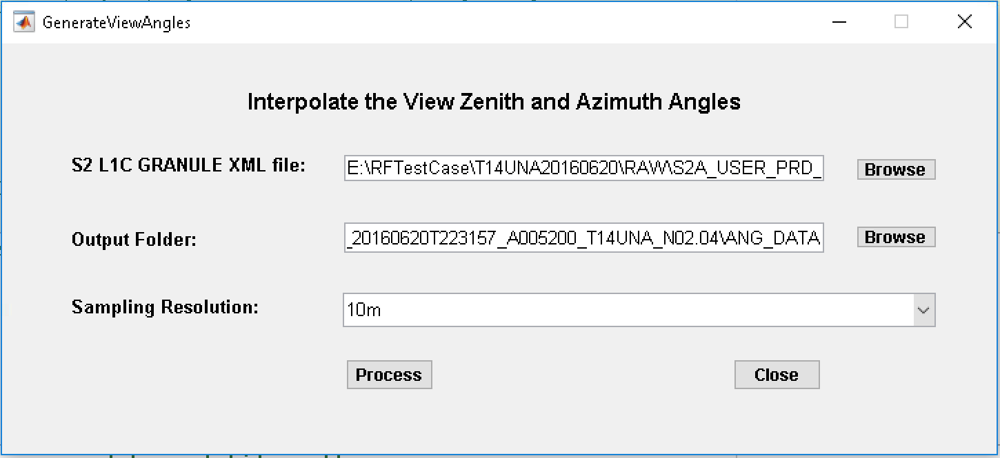 GenerateViewAngles
Interpolate the View Zenith and Azimuth Angles
S2 L1C GRANULE XML file: E:\RFTestCase\T14UNA20160620\RAW\S2A_USER_PRD_ Browse
Output Folder: _20160620T223157_A005200_T14UNA_N02.04\ANG_DATA Browse
Sampling Resolution: 10m
Process Close